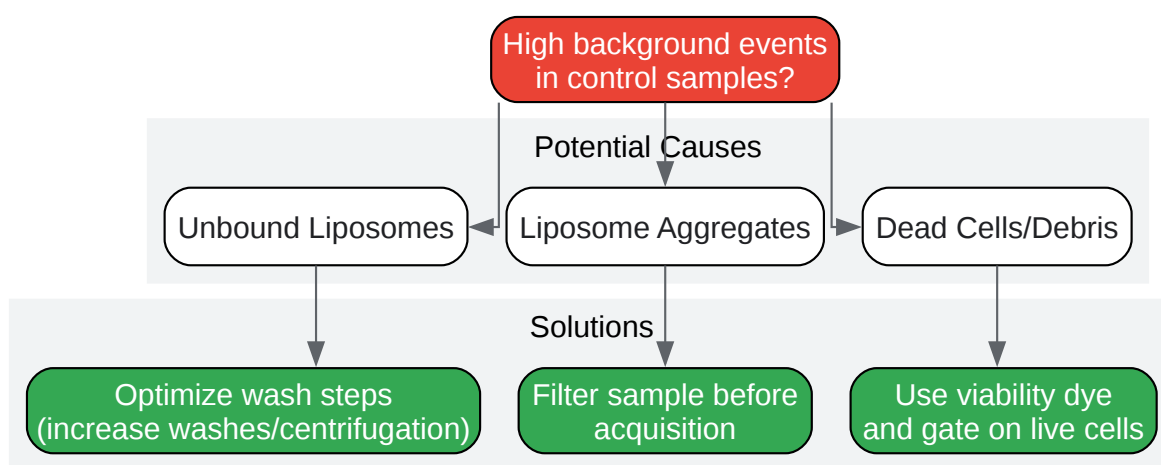 High background events
in control samples?
Potential Causes
Unbound Liposomes
Liposome Aggregates
Dead Cells/Debris
Solutions
Optimize wash steps
(increase washes/centrifugation)
Filter sample before
acquisition
Use viability dye
and gate on live cells